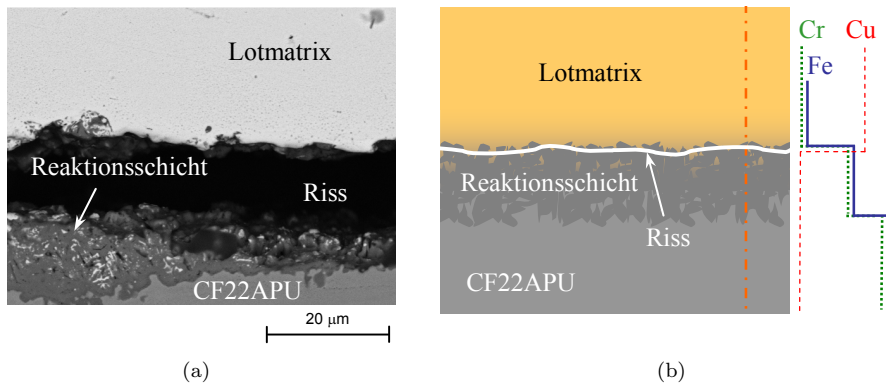 Lotmatrix
Reaktionsschicht
Riss
CF22APU
20 μm
(a)
Lotmatrix
Reaktionsschicht
Riss
CF22APU
Cr
Cu
Fe
(b)